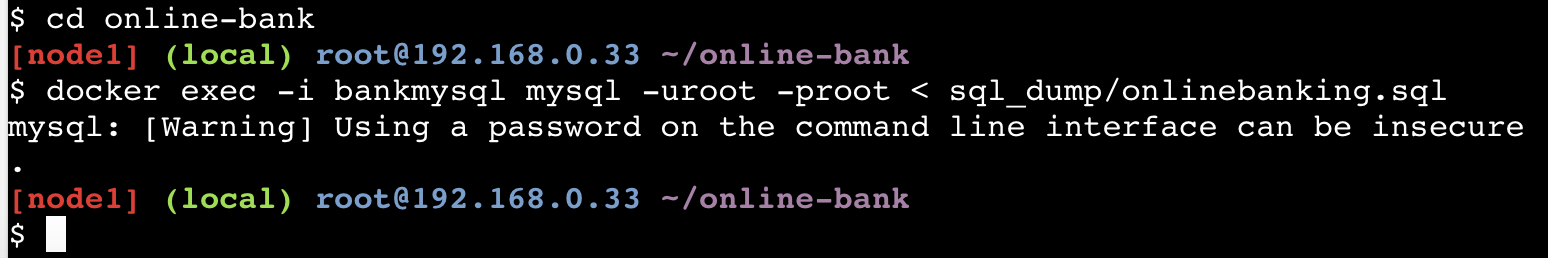 $ cd online-bank
[node1] (local) root@192.168.0.33 ~/online-bank
$ docker exec -i bankmysql mysql -uroot -proot < sql_dump/onlinebanking.sql
mysql: [Warning] Using a password on the command line interface can be insecure
.
[node1] (local) root@192.168.0.33 ~/online-bank
$